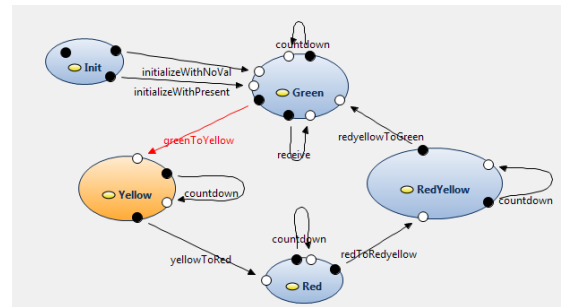 countdown
Init
initializeWithNoVal
initializeWithPresent
Green
greenToYellow
redyellowToGreen
receive
Yellow
countdown
RedYellow
countdown
yellowToRed
countdown
redToRedyellow
Red